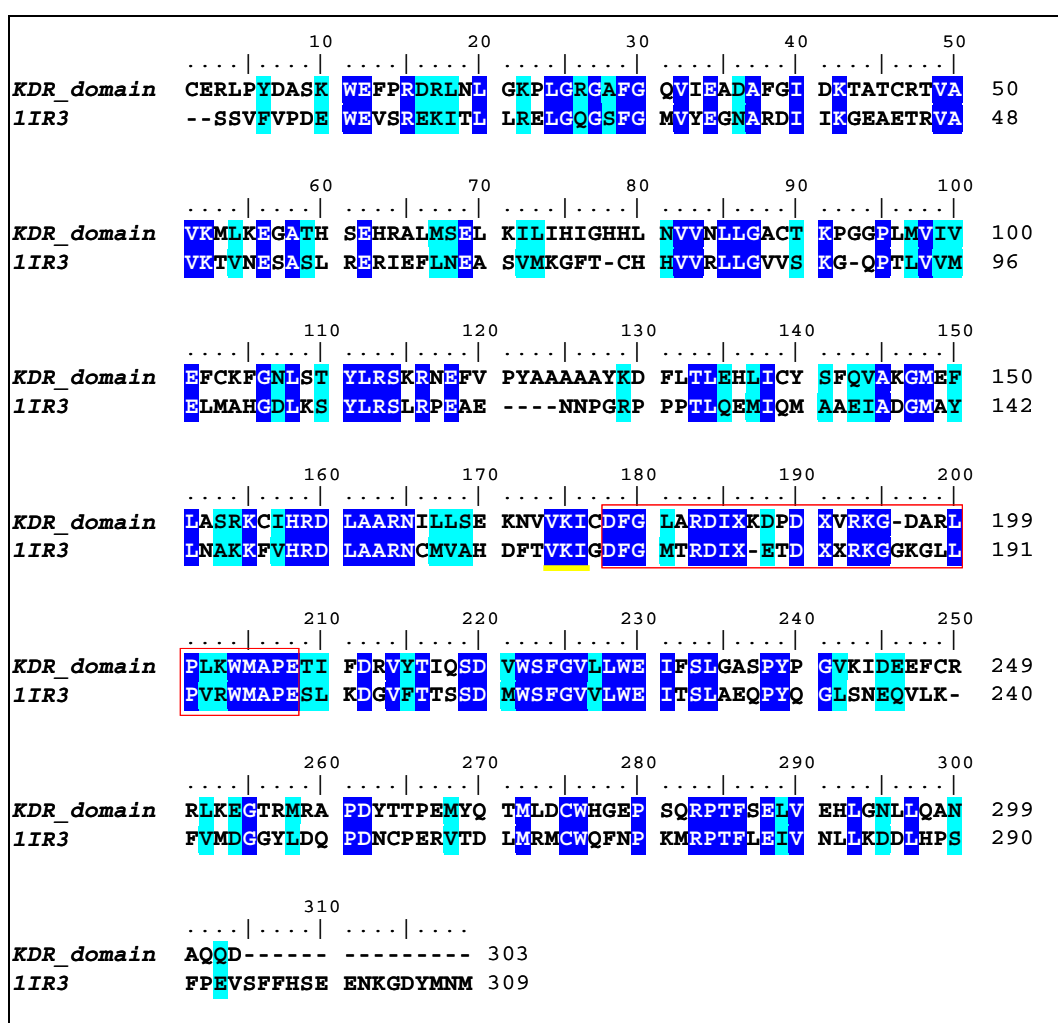 10 20 30 40 50
....|....| ....|....| ....|....| ....|....| ....|....|
KDR_domain CERLPYDASK WEFPRDRLNL GKPLGRGAFG QVIEADAFGI DKTATCRTVA 50
1IR3 --SSVFVPDE WEVSREKITL LRELGQGSFG MVYEGNARDI IKGEAETRVA 48
60 70 80 90 100
....|....| ....|....| ....|....| ....|....| ....|....|
KDR_domain VKMLKEGATH SEHRALMSEL KILIHIGHHL NVVNLLGACT KPGGPLMVIV 100
1IR3 VKTVNESASL RERIEFLNEA SVMKGFT-CH HVVRLLGVVS KG-QPTLVVM 96
110 120 130 140 150
....|....| ....|....| ....|....| ....|....| ....|....|
KDR_domain EFCKFGNLST YLRSKRNEFV PYAAAAAYKD FLTLEHLICY SFQVAKGMEF 150
1IR3 ELMAHGDLKS YLRSLRPEAE ----NNPGRP PPTLQEMIQM AAEIADGMAY 142
160 170 180 190 200
....|....| ....|....| ....|....| ....|....| ....|....|
KDR_domain LASRKCIHRD LAARNILLSE KNVVKICDFG LARDIXKDPD XVRKG-DARL 199
1IR3 LNAKKFVHRD LAARNCMVAH DFTVKIGDFG MTRDIX-ETD XXRKGGKGLL 191
210 220 230 240 250
....|....| ....|....| ....|....| ....|....| ....|....|
KDR_domain PLKWMAPETI FDRVYTIQSD VWSFGVLLWE IFSLGASPYP GVKIDEEFCR 249
1IR3 PVRWMAPESL KDGVFTTSSD MWSFGVVLWE ITSLAEQPYQ GLSNEQVLK- 240
260 270 280 290 300
....|....| ....|....| ....|....| ....|....| ....|....|
KDR_domain RLKEGTRMRA PDYTTPEMYQ TMLDCWHGEP SQRPTFSELV EHLGNLLQAN 299
1IR3 FVMDGGYLDQ PDNCPERVTD LMRMCWQFNP KMRPTFLEIV NLLKDDLHPS 290
310
....|....| ....|....
KDR_domain AQQD------ --------- 303
1IR3 FPEVSFFHSE ENKGDYMNM 309